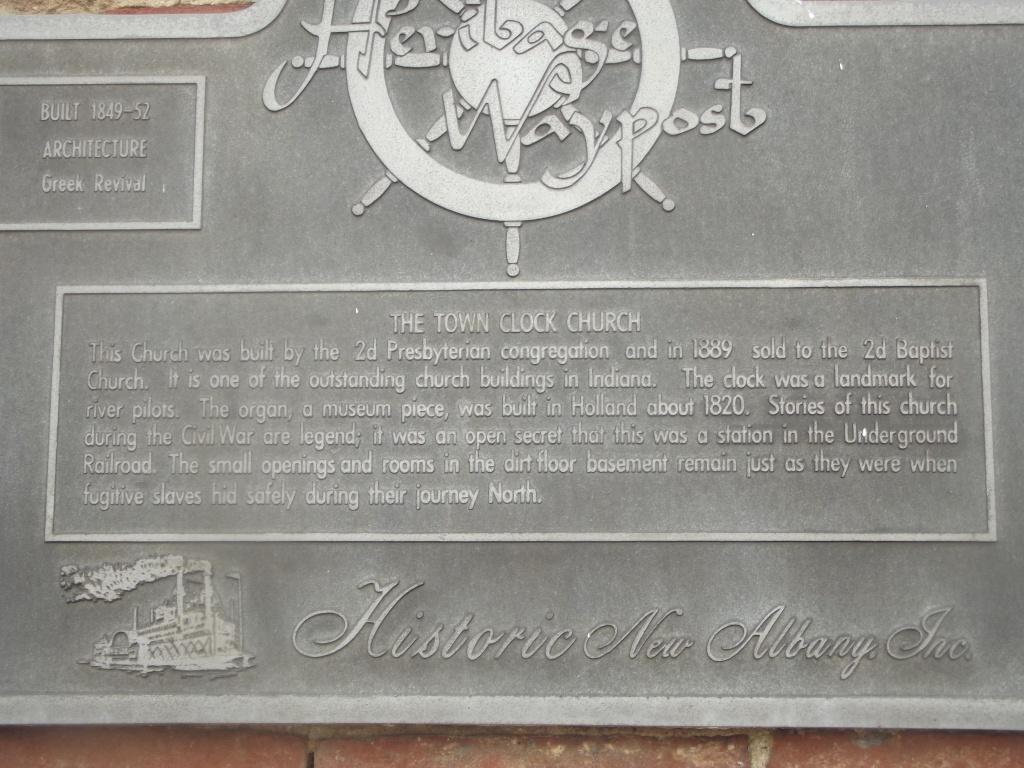 Heritage
Waypost
BUILT 1849-52
ARCHITECTURE
Greek Revival
THE TOWN CLOCK CHURCH
This Church was built by the 2d Presbyterian congregation and in 1889 sold to the 2d Baptist
Church. It is one of the outstanding church buildings in Indiana. The clock was a landmark for
river pilots. The organ, a museum piece, was built in Holland about 1820. Stories of this church
during the Civil War are legend; it was an open secret that this was a station in the Underground
Railroad. The small openings and rooms in the dirt floor basement remain just as they were when
fugitive slaves hid safely during their journey North.
Historic New Albany, Inc.